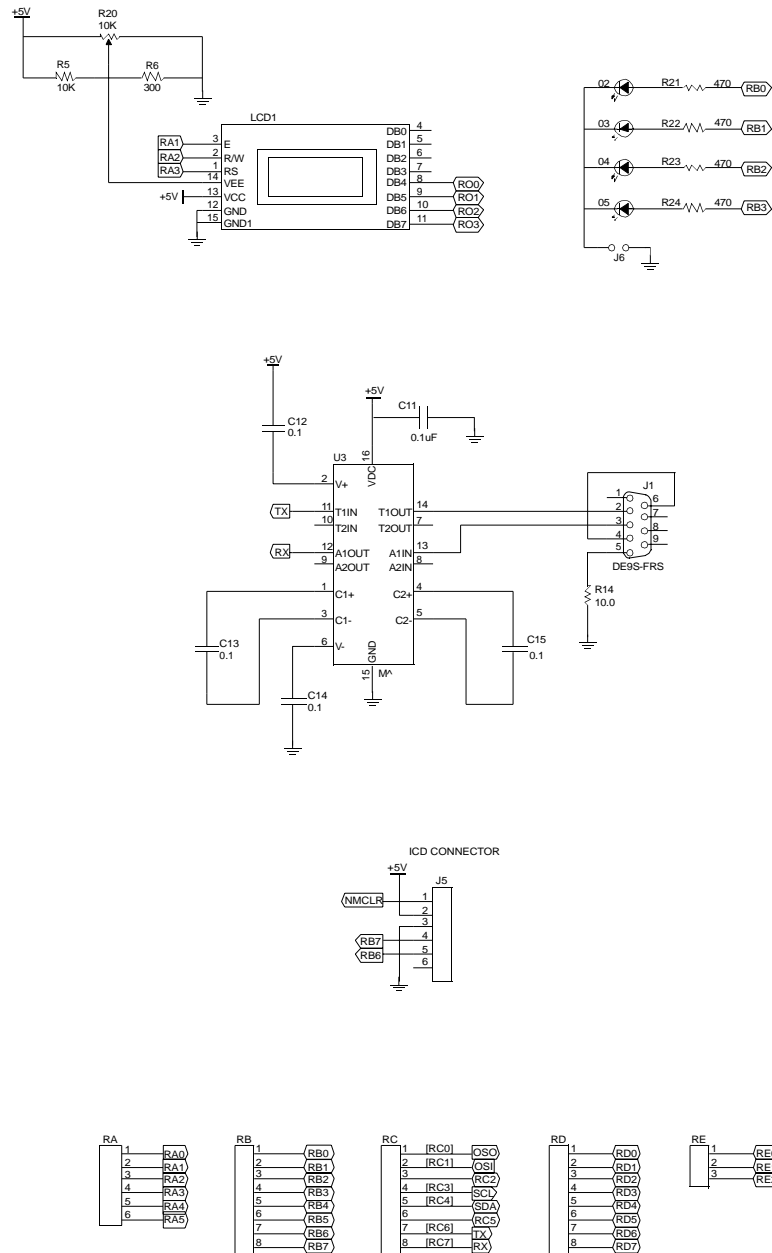 +5V
R20
10K
R5
10K
R6
300
LCD1
RA1 3 E
RA2 2 R/W
RA3 1 RS
14 VEE
+5V 13 VCC
12 GND
15 GND1
DB0 4
DB1 5
DB2 6
DB3 7
DB4 8 RO0
DB5 9 RO1
DB6 10 RO2
DB7 11 RO3
02 R21 470 RB0
03 R22 470 RB1
04 R23 470 RB2
05 R24 470 RB3
J6
+5V
C12
0.1
+5V
C11
0.1uF
U3
16
VDC
2 V+
TX 11 T1IN
10 T2IN
RX 12 A1OUT
9 A2OUT
1 C1+
3 C1-
6 V-
T1OUT 14
T2OUT 7
A1IN 13
A2IN 8
C2+ 4
C2- 5
GND
15
M^
C13
0.1
C14
0.1
C15
0.1
J1
1
2
3
4
5
6
7
8
9
DE9S-FRS
R14
10.0
ICD CONNECTOR
+5V
J5
NMCLR 1
2
3
RB7 4
RB6 5
6
RA
1 RA0
2 RA1
3 RA2
4 RA3
5 RA4
6 RA5
RB
1 RB0
2 RB1
3 RB2
4 RB3
5 RB4
6 RB5
7 RB6
8 RB7
RC
1 [RC0] OSO
2 [RC1] OSI
3 RC2
4 [RC3] SCL
5 [RC4] SDA
6 RC5
7 [RC6] TX
8 [RC7] RX
RD
1 RD0
2 RD1
3 RD2
4 RD3
5 RD4
6 RD5
7 RD6
8 RD7
RE
1
2
3